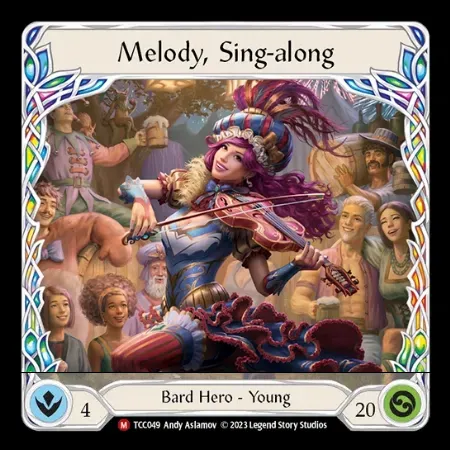 Melody, Sing-along
Bard Hero - Young
4
20
M TCC049 Andy Aslamov © 2023 Legend Story Studios